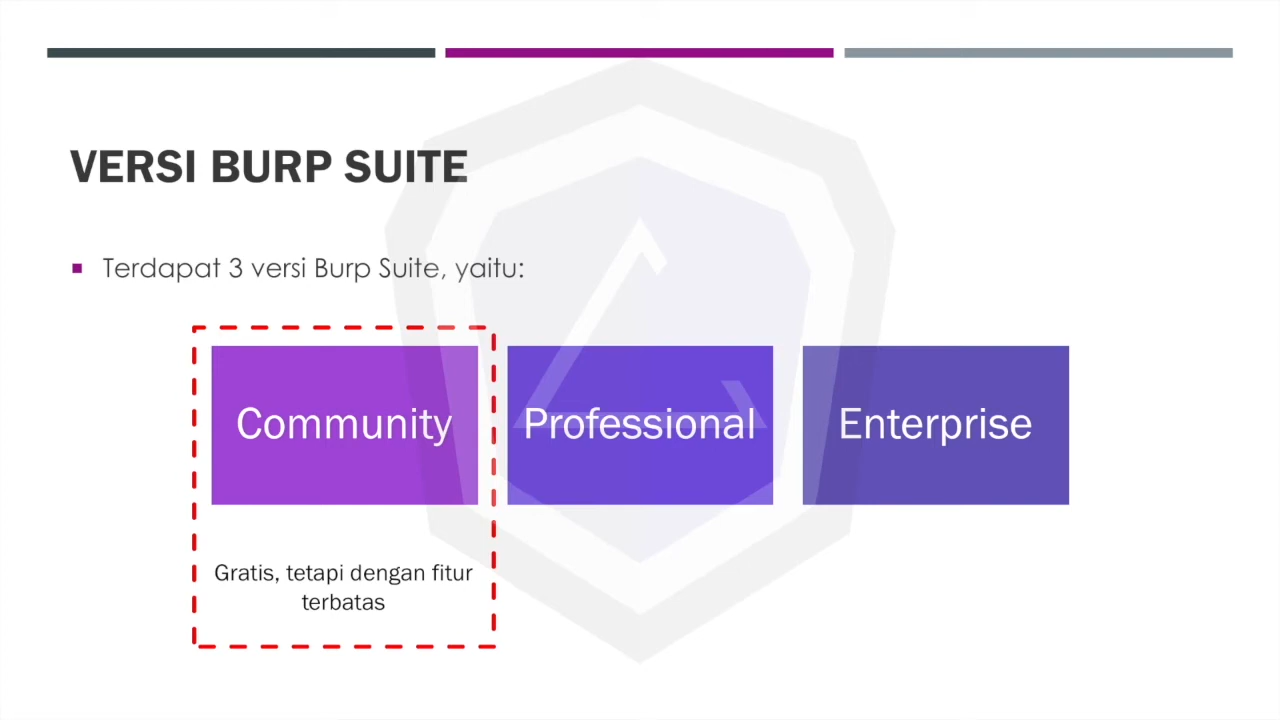 VERSI BURP SUITE
Terdapat 3 versi Burp Suite, yaitu:
Community
Professional
Enterprise
Gratis, tetapi dengan fitur
terbatas